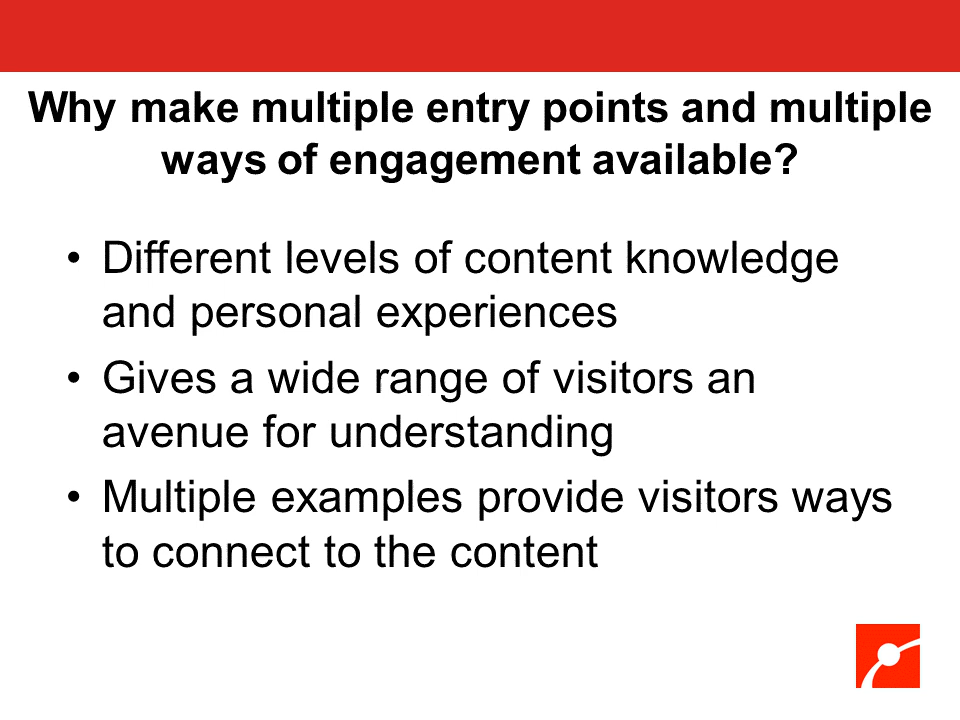 Why make multiple entry points and multiple
ways of engagement available?
• Different levels of content knowledge
and personal experiences
• Gives a wide range of visitors an
avenue for understanding
• Multiple examples provide visitors ways
to connect to the content